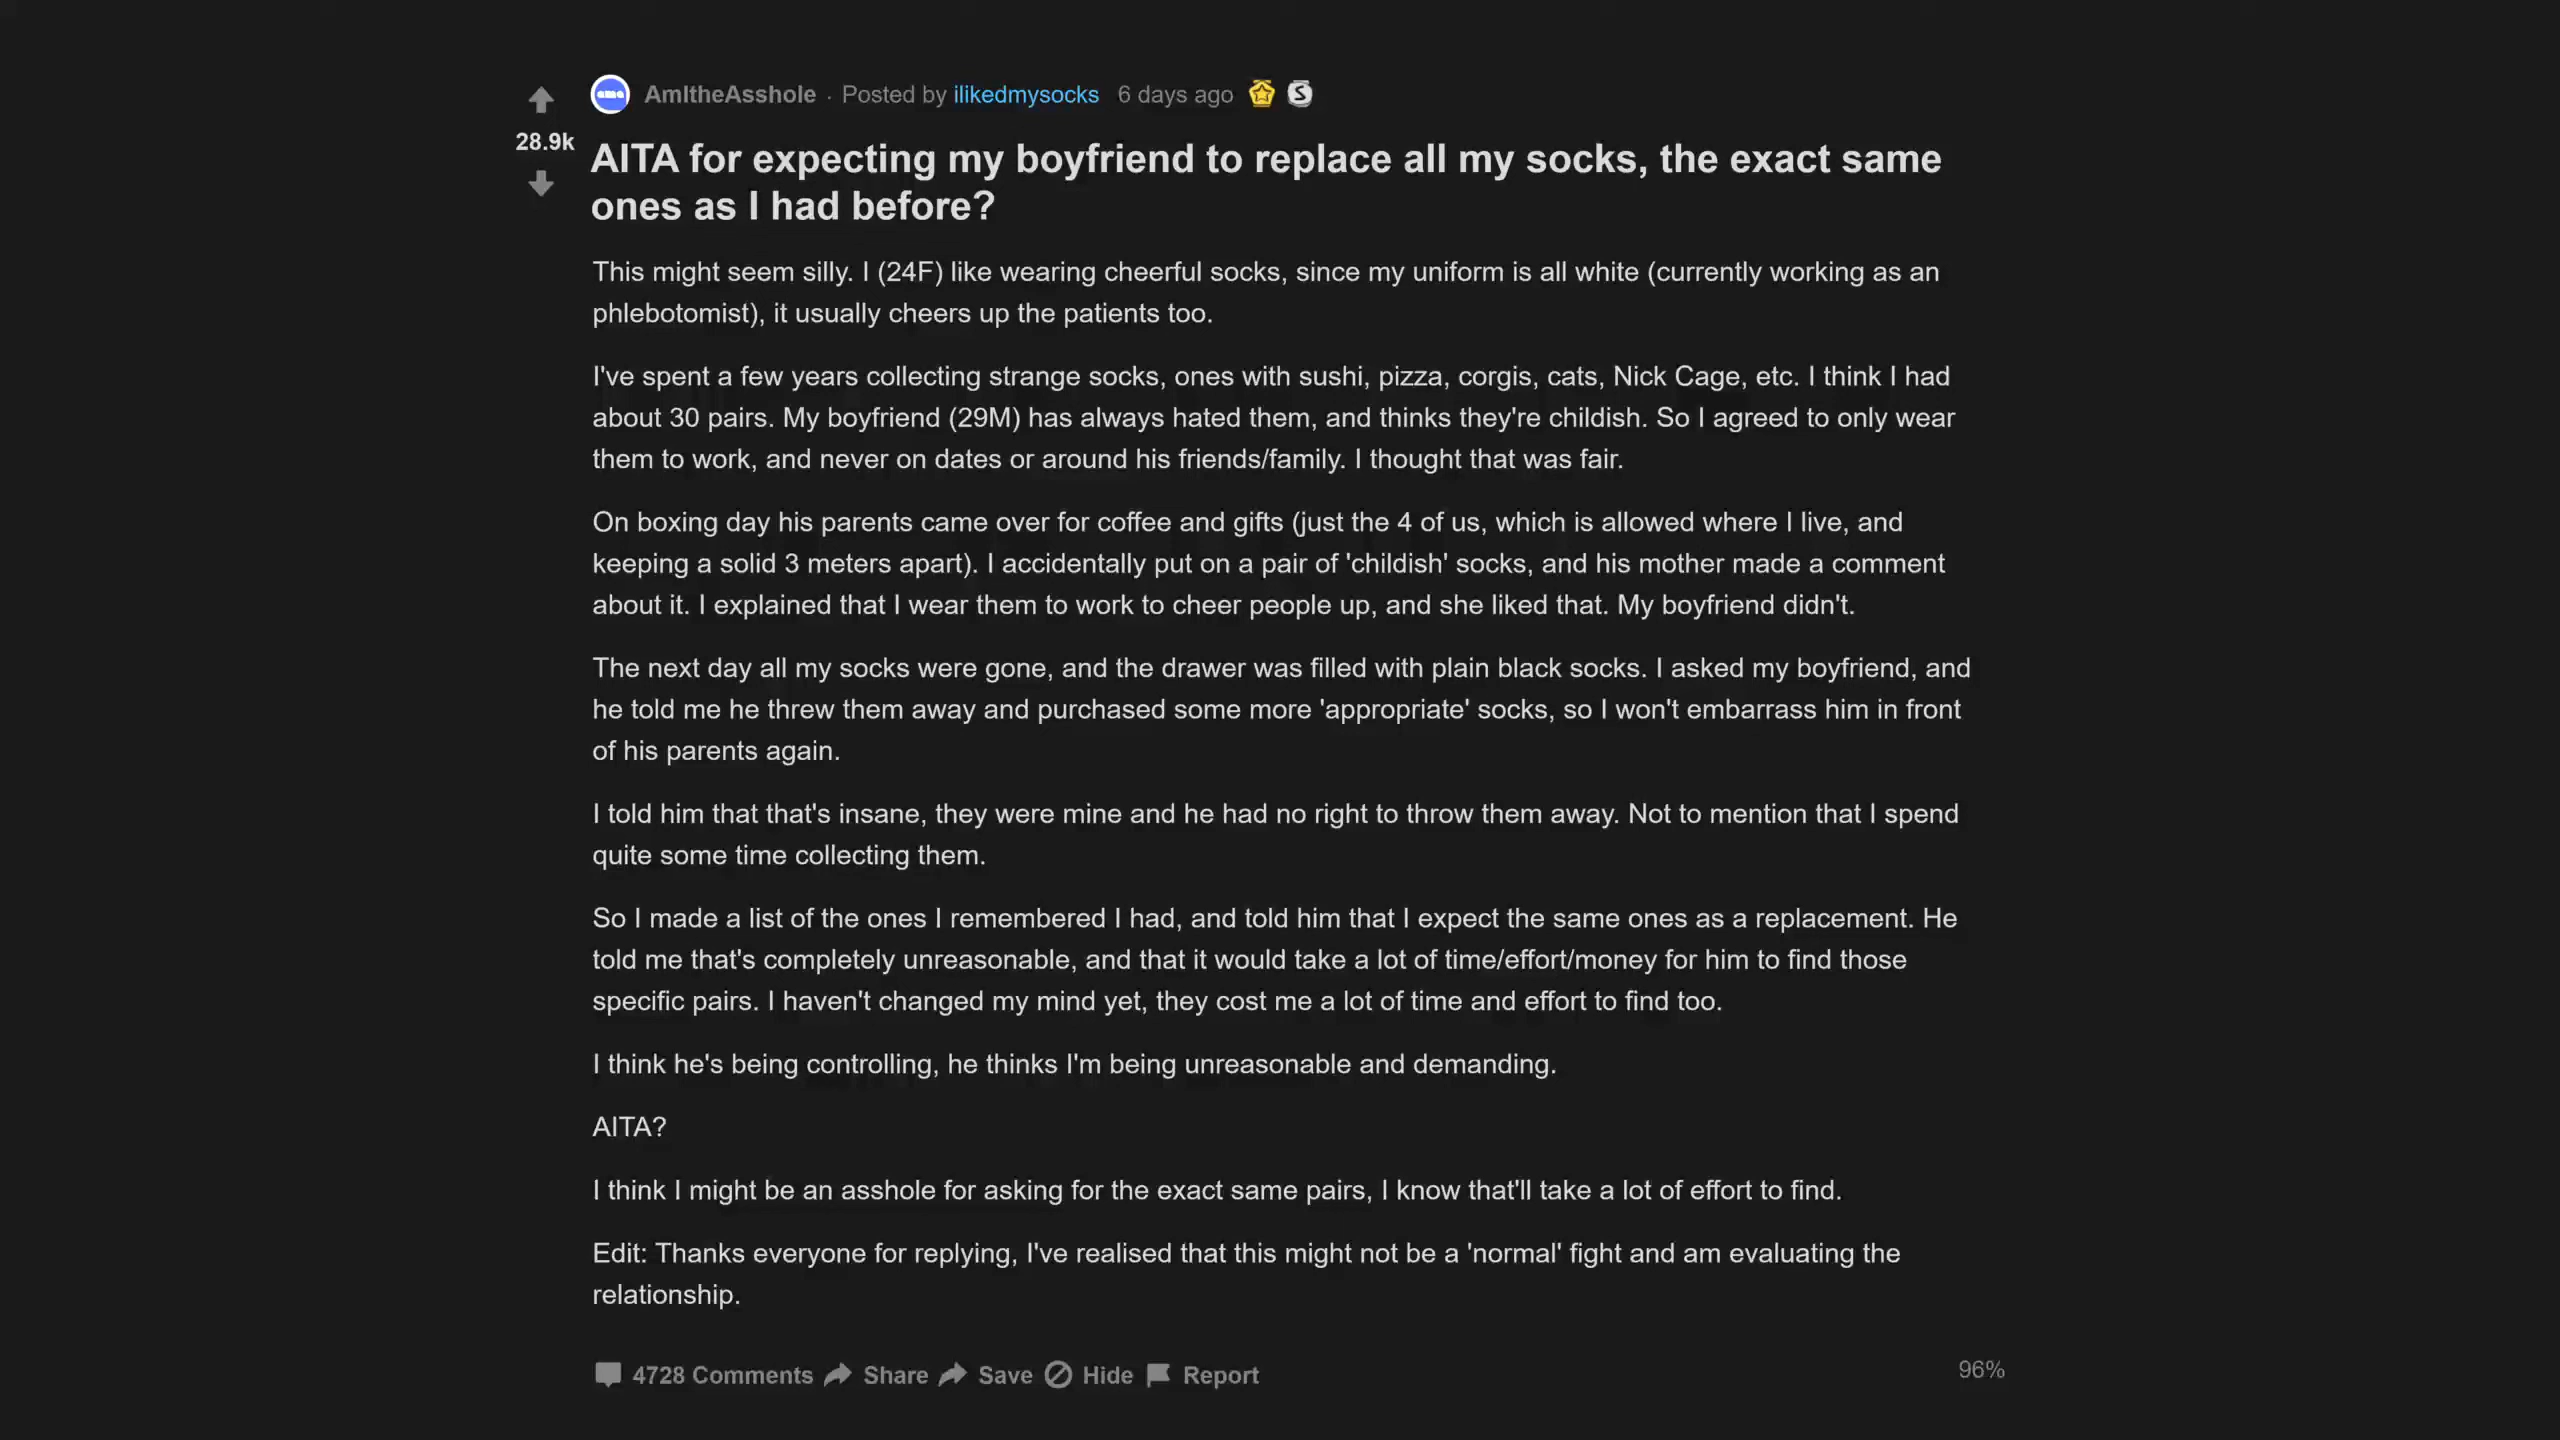 AmItheAsshole · Posted by ilikedmysocks 6 days ago
28.9k
AITA for expecting my boyfriend to replace all my socks, the exact same
ones as I had before?
This might seem silly. I (24F) like wearing cheerful socks, since my uniform is all white (currently working as an
phlebotomist), it usually cheers up the patients too.
I've spent a few years collecting strange socks, ones with sushi, pizza, corgis, cats, Nick Cage, etc. I think I had
about 30 pairs. My boyfriend (29M) has always hated them, and thinks they're childish. So I agreed to only wear
them to work, and never on dates or around his friends/family. I thought that was fair.
On boxing day his parents came over for coffee and gifts (just the 4 of us, which is allowed where I live, and
keeping a solid 3 meters apart). I accidentally put on a pair of 'childish' socks, and his mother made a comment
about it. I explained that I wear them to work to cheer people up, and she liked that. My boyfriend didn't.
The next day all my socks were gone, and the drawer was filled with plain black socks. I asked my boyfriend, and
he told me he threw them away and purchased some more 'appropriate' socks, so I won't embarrass him in front
of his parents again.
I told him that that's insane, they were mine and he had no right to throw them away. Not to mention that I spend
quite some time collecting them.
So I made a list of the ones I remembered I had, and told him that I expect the same ones as a replacement. He
told me that's completely unreasonable, and that it would take a lot of time/effort/money for him to find those
specific pairs. I haven't changed my mind yet, they cost me a lot of time and effort to find too.
I think he's being controlling, he thinks I'm being unreasonable and demanding.
AITA?
I think I might be an asshole for asking for the exact same pairs, I know that'll take a lot of effort to find.
Edit: Thanks everyone for replying, I've realised that this might not be a 'normal' fight and am evaluating the
relationship.
4728 Comments Share Save Hide Report
96%